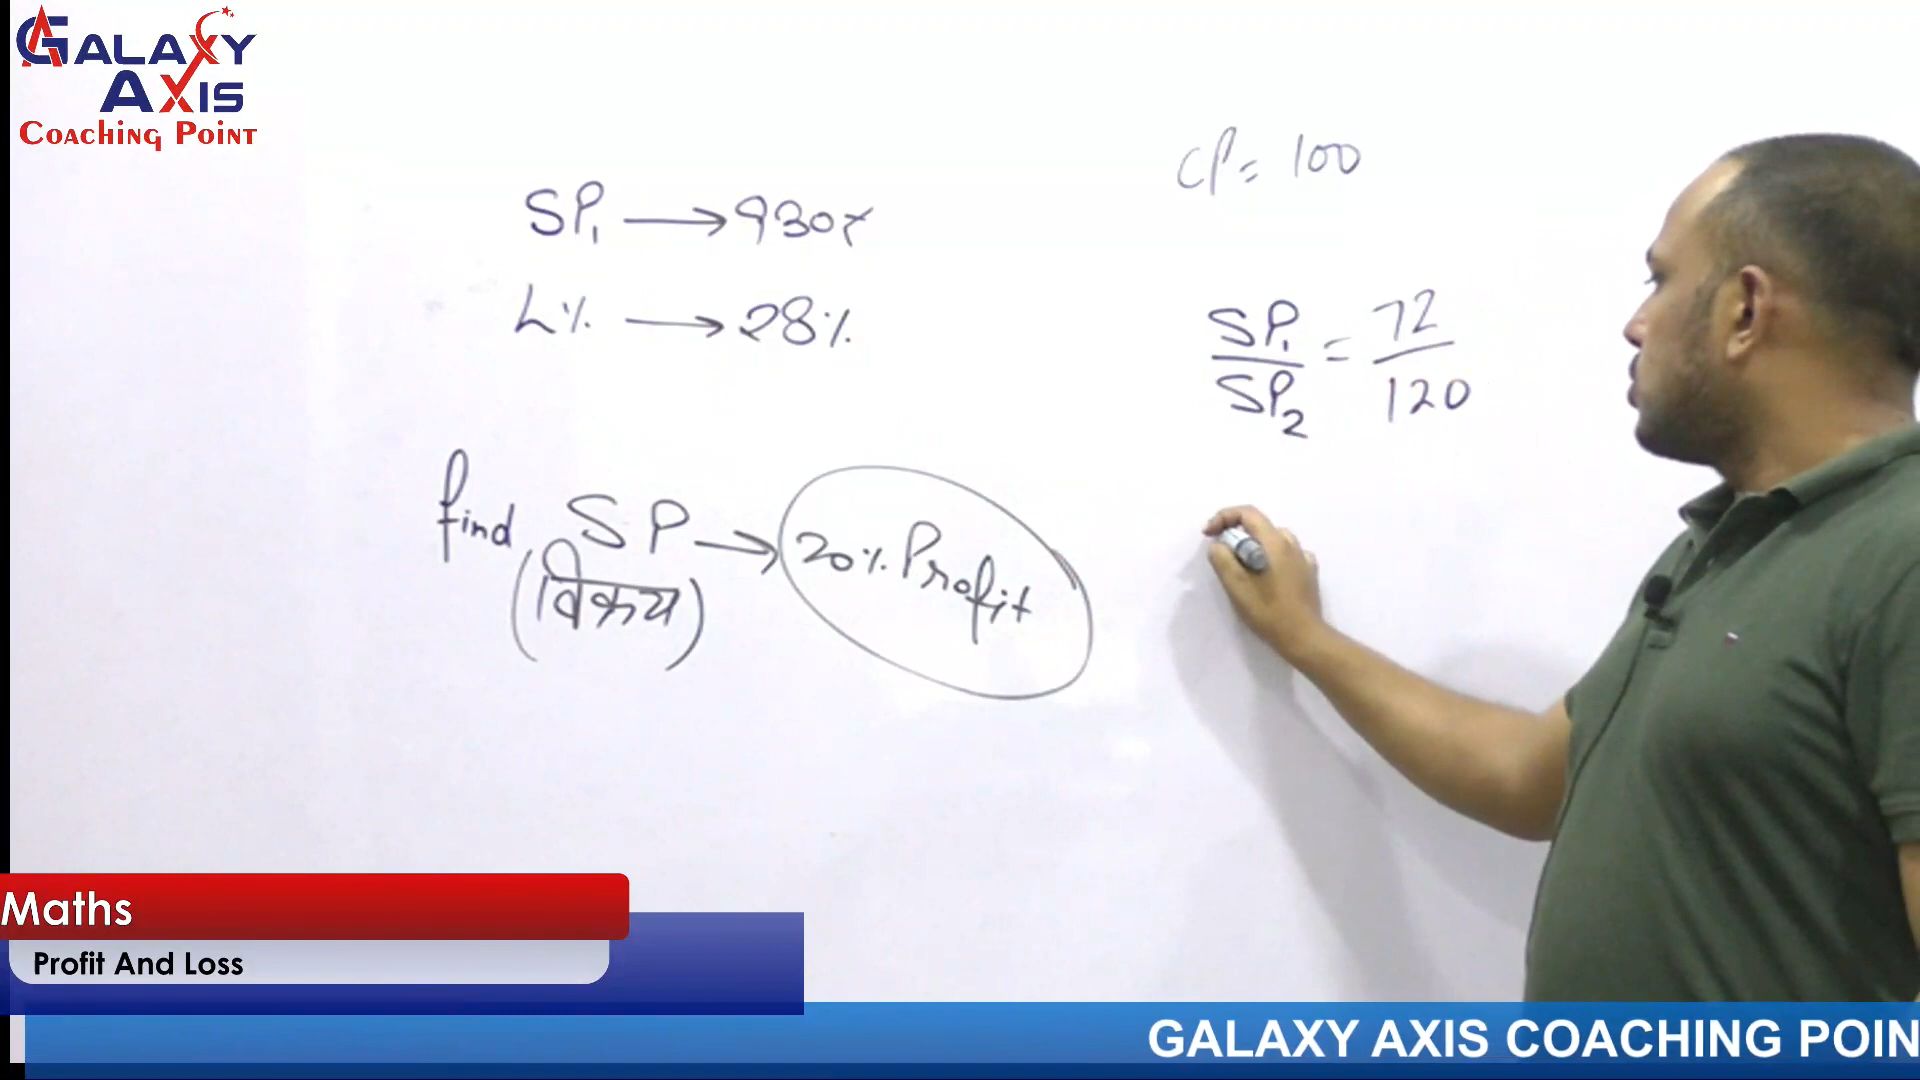 GALAXY
AXIS
COACHING POINT
CP = 100
SP₁ → 930₹
L% → 28%
SP₁/SP₂ = 72/120
find SP → 20% Profit
(विक्रय)
Maths
Profit And Loss
GALAXY AXIS COACHING POIN